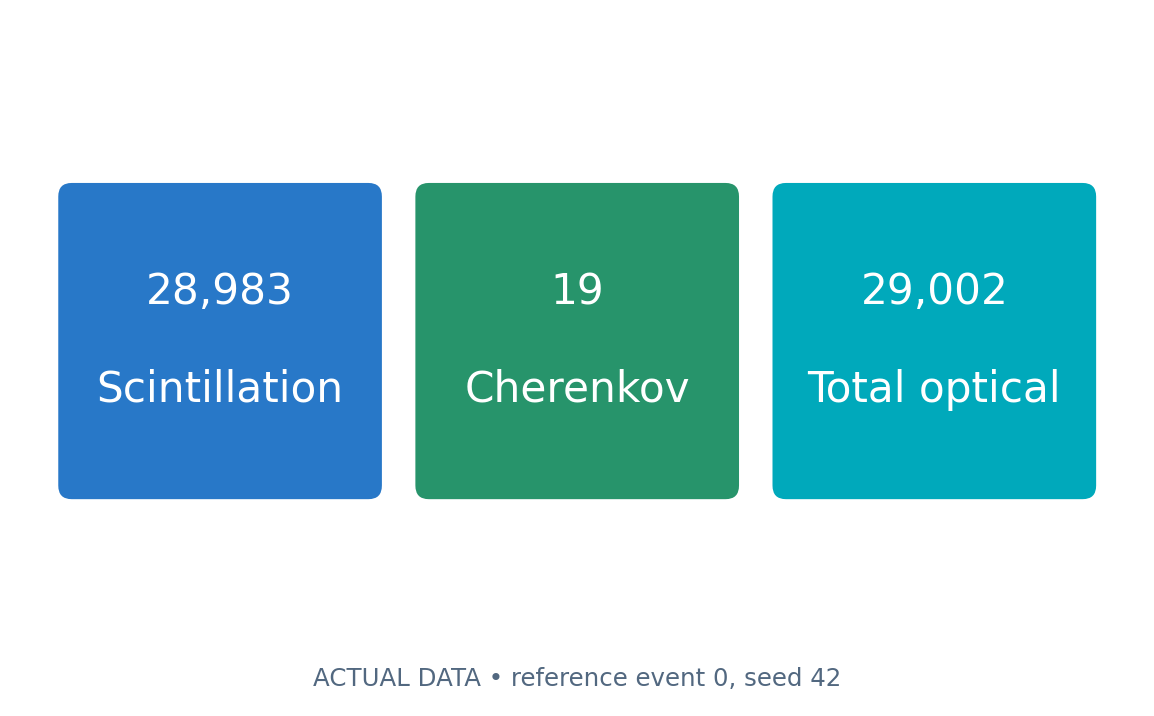 28,983
Scintillation
19
Cherenkov
29,002
Total optical
ACTUAL DATA • reference event 0, seed 42